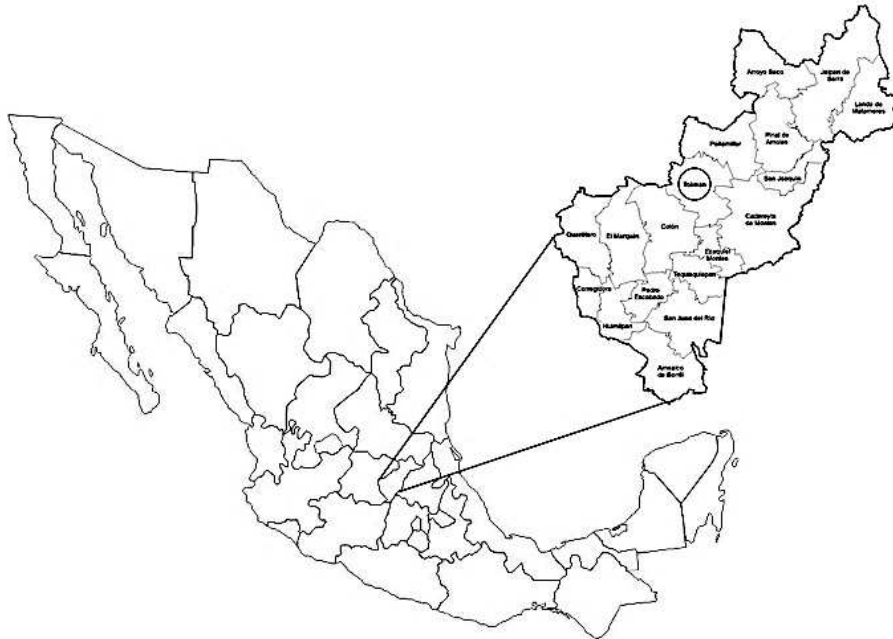 Arroyo Seco
Jalpan de
Serra
Landa de
Matamoros
Pinal de
Amoles
Peñamiller
San Joaquín
Tolimán
Cadereyta
de Montes
Querétaro
El Marqués
Colón
Ezequiel
Montes
Tequisquiapan
Corregidora
Pedro
Escobedo
San Juan del Río
Huimilpan
Amealco
de Bonfil